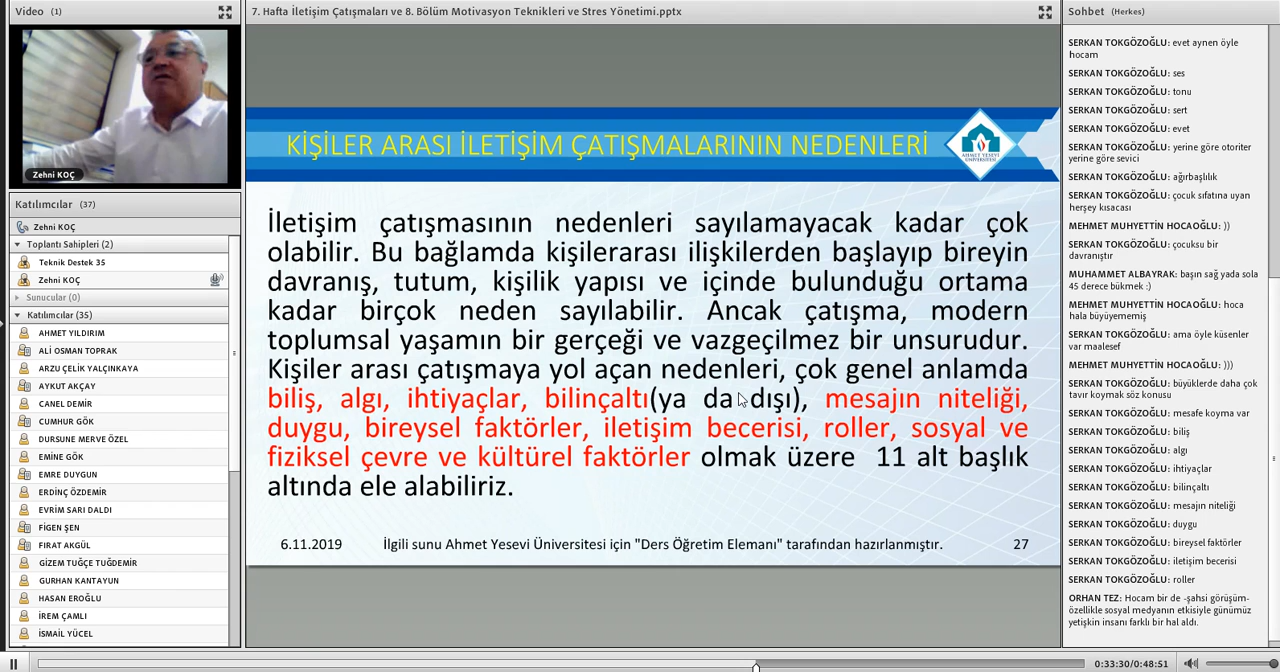 Video (1)
Zehni KOÇ
Katılımcılar (37)
Zehni KOÇ
Toplantı Sahipleri (2)
Teknik Destek 35
Zehni KOÇ
Sunucular (0)
Katılımcılar (35)
AHMET YILDIRIM
ALİ OSMAN TOPRAK
ARZU ÇELİK YALÇINKAYA
AYKUT AKÇAY
CANEL DEMİR
CUMHUR GÖK
DURSUNE MERVE ÖZEL
EMİNE GÖK
EMRE DUYGUN
ERDİNÇ ÖZDEMİR
EVRİM SARI DALDI
FİGEN ŞEN
FIRAT AKGÜL
GİZEM TUĞÇE TUĞDEMİR
GURHAN KANTAYUN
HASAN EROĞLU
İREM ÇAMLI
İSMAİL YÜCEL
7. Hafta İletişim Çatışmaları ve 8. Bölüm Motivasyon Teknikleri ve Stres Yönetimi.pptx
KİŞİLER ARASI İLETİŞİM ÇATIŞMALARININ NEDENLERİ
AHMET YESEVİ
ÜNİVERSİTESİ
İletişim çatışmasının nedenleri sayılamayacak kadar çok
olabilir. Bu bağlamda kişilerarası ilişkilerden başlayıp bireyin
davranış, tutum, kişilik yapısı ve içinde bulunduğu ortama
kadar birçok neden sayılabilir. Ancak çatışma, modern
toplumsal yaşamın bir gerçeği ve vazgeçilmez bir unsurudur.
Kişiler arası çatışmaya yol açan nedenleri, çok genel anlamda
biliş, algı, ihtiyaçlar, bilinçaltı(ya da dışı), mesajın niteliği,
duygu, bireysel faktörler, iletişim becerisi, roller, sosyal ve
fiziksel çevre ve kültürel faktörler olmak üzere 11 alt başlık
altında ele alabiliriz.
6.11.2019
İlgili sunu Ahmet Yesevi Üniversitesi için "Ders Öğretim Elemanı" tarafından hazırlanmıştır.
27
Sohbet (Herkes)
SERKAN TOKGÖZOĞLU: evet aynen öyle
hocam
SERKAN TOKGÖZOĞLU: ses
SERKAN TOKGÖZOĞLU: tonu
SERKAN TOKGÖZOĞLU: sert
SERKAN TOKGÖZOĞLU: evet
SERKAN TOKGÖZOĞLU: yerine göre otoriter
yerine göre sevici
SERKAN TOKGÖZOĞLU: ağırbaşlılık
SERKAN TOKGÖZOĞLU: çocuk sıfatına uyan
herşey kısacası
MEHMET MUHYETTİN HOCAOĞLU: ))
SERKAN TOKGÖZOĞLU: çocuksu bir
davranıştır
MUHAMMET ALBAYRAK: başın sağ yada sola
45 derece bükmek :)
MEHMET MUHYETTİN HOCAOĞLU: hoca
hala büyüyememiş
SERKAN TOKGÖZOĞLU: ama öyle küsenler
var maalesef
MEHMET MUHYETTİN HOCAOĞLU: )))
SERKAN TOKGÖZOĞLU: büyüklerde daha çok
tavır koymak söz konusu
SERKAN TOKGÖZOĞLU: mesafe koyma var
SERKAN TOKGÖZOĞLU: biliş
SERKAN TOKGÖZOĞLU: algı
SERKAN TOKGÖZOĞLU: ihtiyaçlar
SERKAN TOKGÖZOĞLU: bilinçaltı
SERKAN TOKGÖZOĞLU: mesajın niteliği
SERKAN TOKGÖZOĞLU: duygu
SERKAN TOKGÖZOĞLU: bireysel faktörler
SERKAN TOKGÖZOĞLU: iletişim becerisi
SERKAN TOKGÖZOĞLU: roller
ORHAN TEZ: Hocam bir de -şahsi görüşüm-
özellikle sosyal medyanın etkisiyle günümüz
yetişkin insanı farklı bir hal aldı.
0:33:30/0:48:51